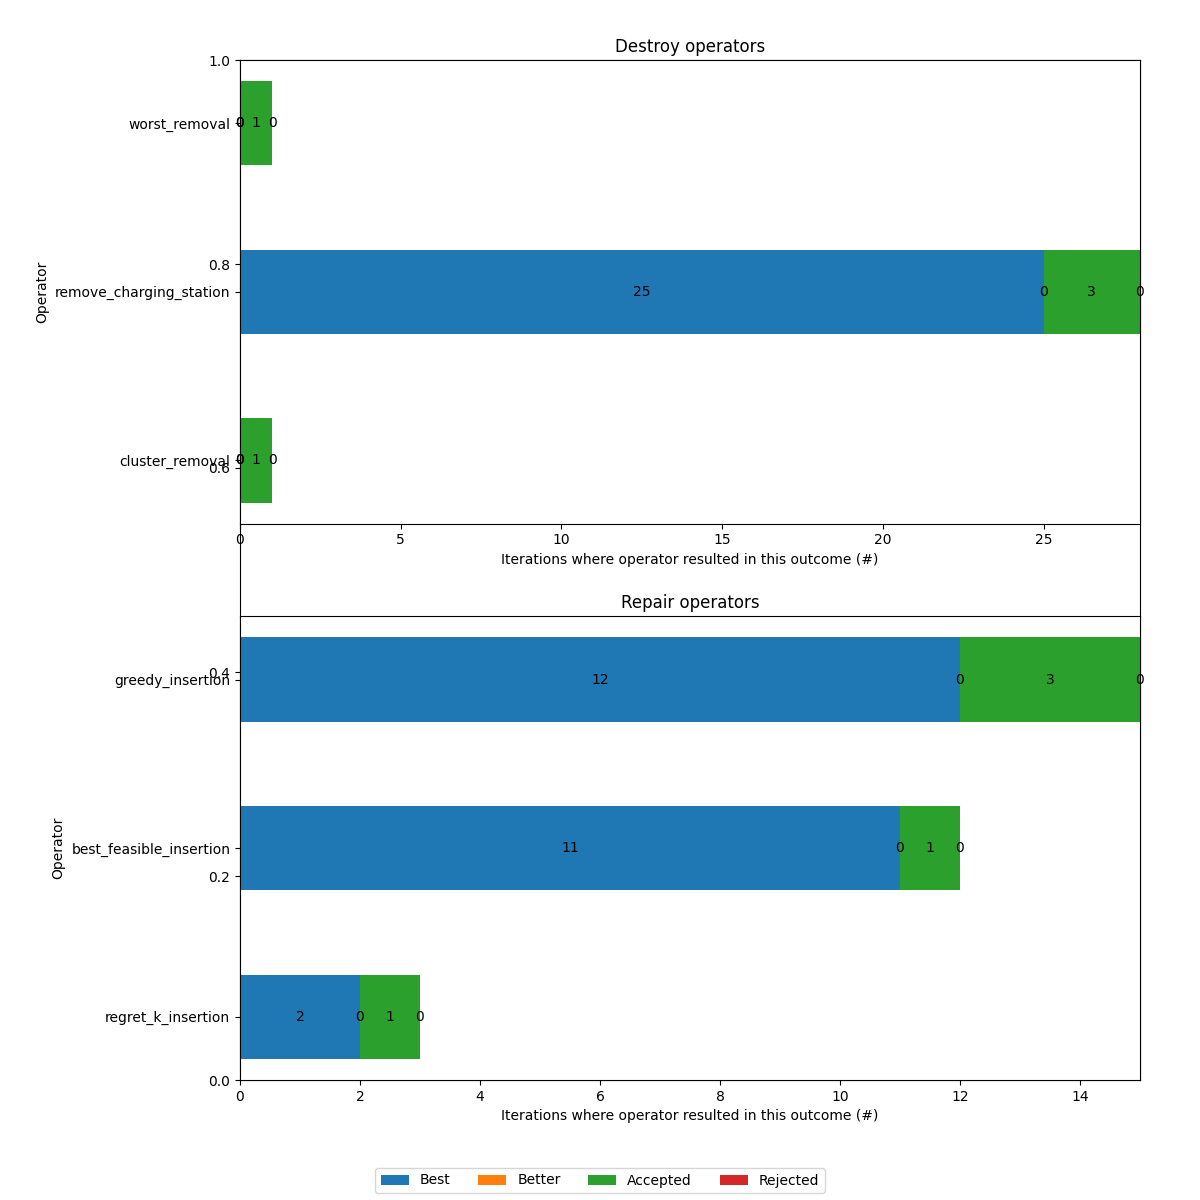 Destroy operators
1.0
worst_removal
0 1 0
0.8
remove_charging_station
25 0 3 0
Operator
cluster_removal
0 1 0
0.6
0 5 10 15 20 25
Iterations where operator resulted in this outcome (#)
Repair operators
0.4
greedy_insertion
12 0 3 0
best_feasible_insertion
11 0 1 0
Operator
0.2
regret_k_insertion
2 0 1 0
0.0
0 2 4 6 8 10 12 14
Iterations where operator resulted in this outcome (#)
Best Better Accepted Rejected